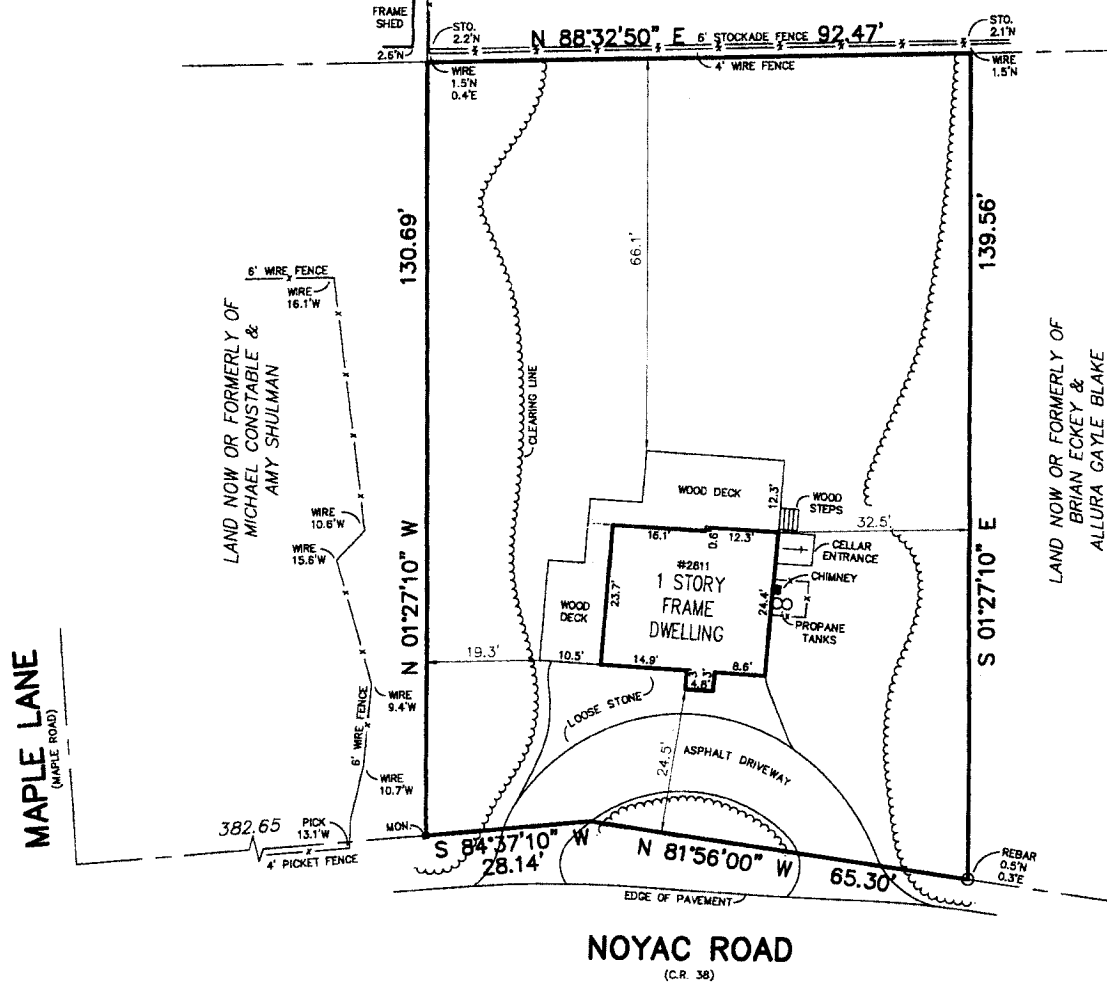 FRAME
SHED
2.6'N
STO.
2.2'N
N 88°32'50" E
6' STOCKADE FENCE
92.47'
STO.
2.1'N
WIRE
1.5'N
0.4'E
4' WIRE FENCE
WIRE
1.5'N
130.69'
66.1'
139.56'
6' WIRE FENCE
WIRE
16.1'W
LAND NOW OR FORMERLY OF
MICHAEL CONSTABLE &
AMY SHULMAN
CLEARING LINE
LAND NOW OR FORMERLY OF
BRIAN ECKEY &
ALLURA GAYLE BLAKE
WOOD DECK
12.3'
WOOD
STEPS
WIRE
10.6'W
WIRE
15.6'W
16.1'
0.6'
12.3'
32.5'
CELLAR
ENTRANCE
#2611
1 STORY
FRAME
DWELLING
23.7'
24.4'
CHIMNEY
PROPANE
TANKS
WOOD
DECK
N 01°27'10" W
S 01°27'10" E
19.3'
10.5'
14.9'
8.6'
4.8'
MAPLE LANE
(MAPLE ROAD)
6' WIRE FENCE
WIRE
9.4'W
LOOSE STONE
24.5'
ASPHALT DRIVEWAY
WIRE
10.7'W
382.65
PICK
13.1'W
MON.
4' PICKET FENCE
S 84°37'10" W
28.14'
N 81°56'00" W
65.30'
REBAR
0.5'N
0.3'E
EDGE OF PAVEMENT
NOYAC ROAD
(C.R. 38)